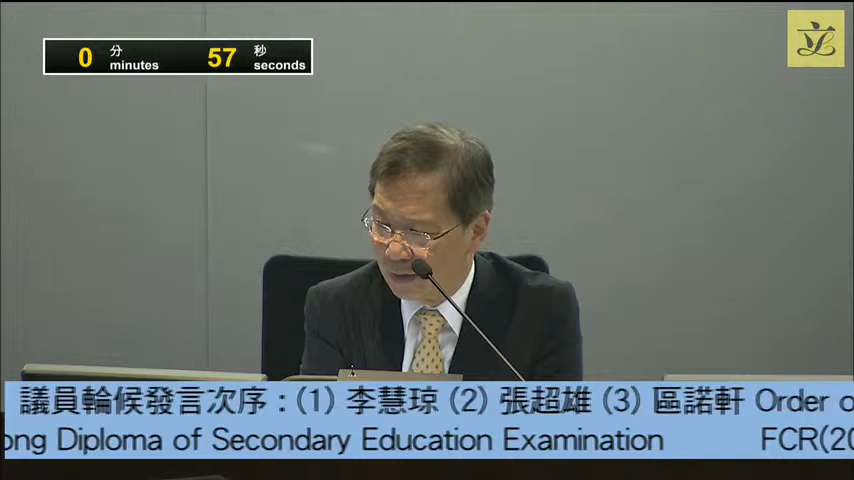 0 分 minutes 57 秒 seconds
議員輪候發言次序：(1) 李慧琼 (2) 張超雄 (3) 區諾軒 Order o
ong Diploma of Secondary Education Examination FCR(20